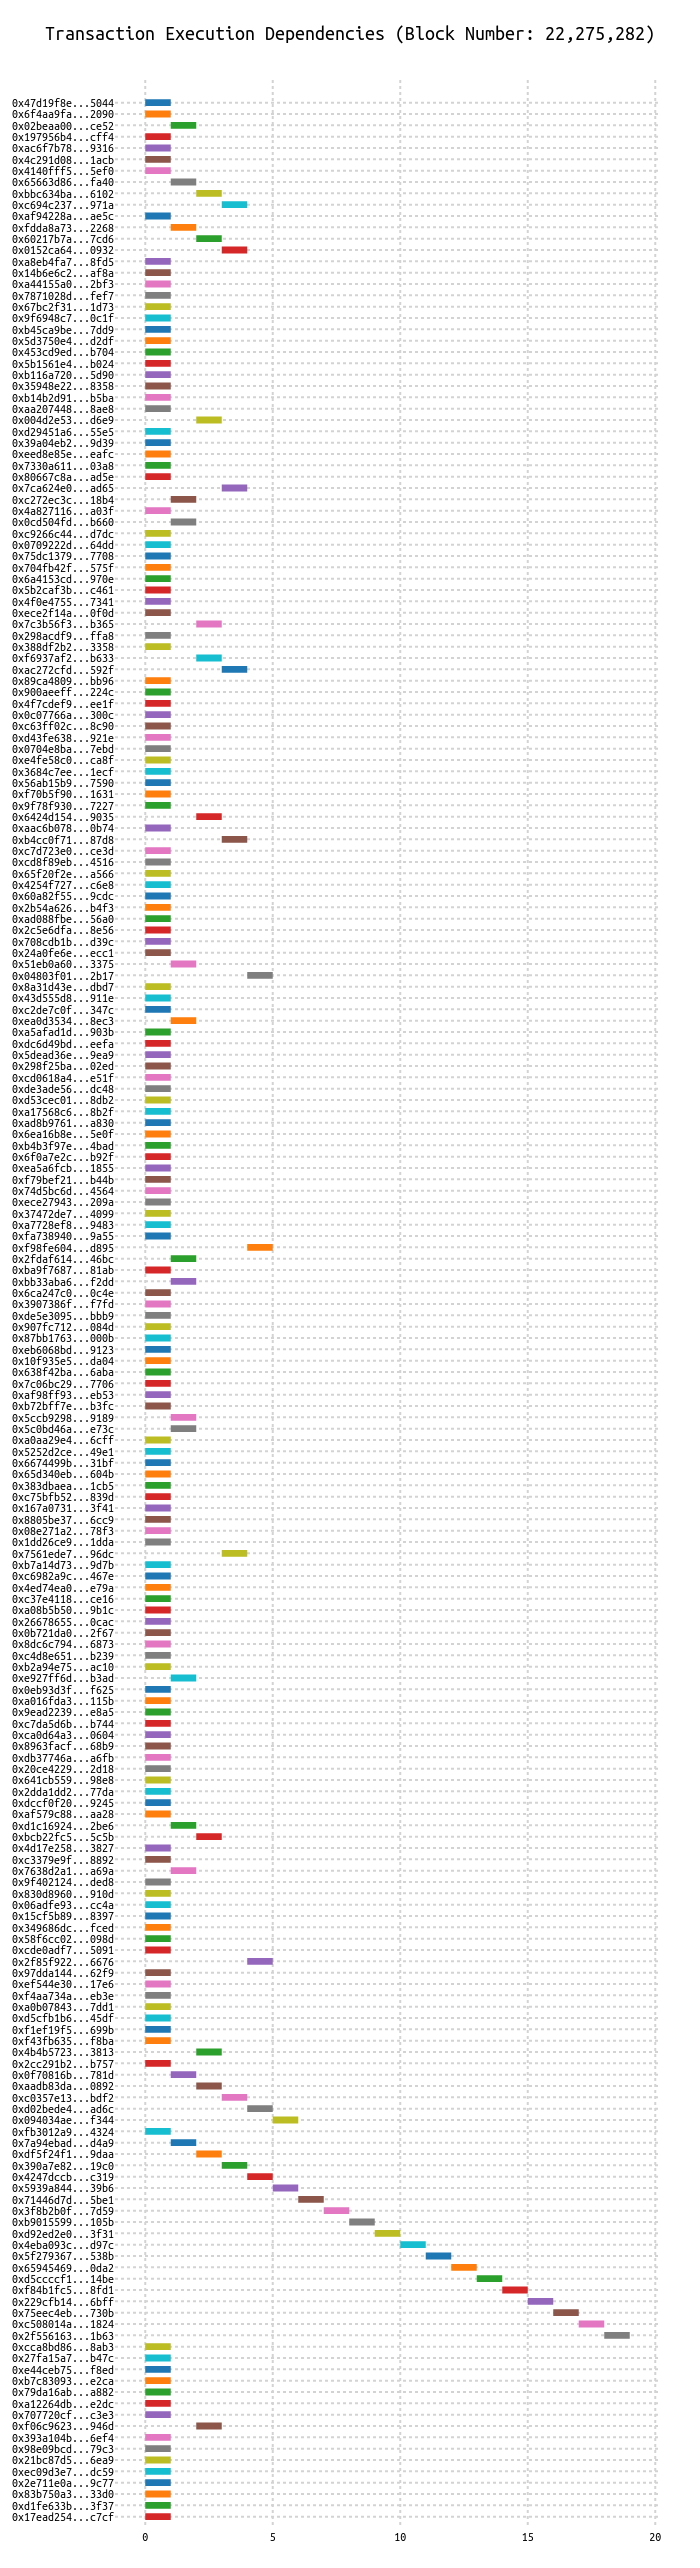 Transaction Execution Dependencies (Block Number: 22,275,282)
0x47d19f8e...5044
0x6f4aa9fa...2090
0x02beaa00...ce52
0x197956b4...cff4
0xac6f7b78...9316
0x4c291d08...1acb
0x4140fff5...5ef0
0x65663d86...fa40
0xbbc634ba...6102
0xc694c237...971a
0xaf94228a...ae5c
0xfdda8a73...2268
0x60217b7a...7cd6
0x0152ca64...0932
0xa8eb4fa7...8fd5
0x14b6e6c2...af8a
0xa44155a0...2bf3
0x7871028d...fef7
0x67bc2f31...1d73
0x9f6948c7...0c1f
0xb45ca9be...7dd9
0x5d3750e4...d2df
0x453cd9ed...b704
0x5b1561e4...b024
0xb116a720...5d90
0x35948e22...8358
0xb14b2d91...b5ba
0xaa207448...8ae8
0x004d2e53...d6e9
0xd29451a6...55e5
0x39a04eb2...9d39
0xeed8e85e...eafc
0x7330a611...03a8
0x80667c8a...ad5e
0x7ca624e0...ad65
0xc272ec3c...18b4
0x4a827116...a03f
0x0cd504fd...b660
0xc9266c44...d7dc
0x0709222d...64dd
0x75dc1379...7708
0x704fb42f...575f
0x6a4153cd...970e
0x5b2caf3b...c461
0x4f0e4755...7341
0xece2f14a...0f0d
0x7c3b56f3...b365
0x298acdf9...ffa8
0x388df2b2...3358
0xf6937af2...b633
0xac272cfd...592f
0x89ca4809...bb96
0x900aeeff...224c
0x4f7cdef9...ee1f
0x0c07766a...300c
0xc63ff02c...8c90
0xd43fe638...921e
0x0704e8ba...7ebd
0xe4fe58c0...ca8f
0x3684c7ee...1ecf
0x56ab15b9...7590
0xf70b5f90...1631
0x9f78f930...7227
0x6424d154...9035
0xaac6b078...0b74
0xb4cc0f71...87d8
0xc7d723e0...ce3d
0xcd8f89eb...4516
0x65f20f2e...a566
0x4254f727...c6e8
0x60a82f55...9cdc
0x2b54a626...b4f3
0xad088fbe...56a0
0x2c5e6dfa...8e56
0x708cdb1b...d39c
0x24a0fe6e...ecc1
0x51eb0a60...3375
0x04803f01...2b17
0x8a31d43e...dbd7
0x43d555d8...911e
0xc2de7c0f...347c
0xea0d3534...8ec3
0xa5afad1d...903b
0xdc6d49bd...eefa
0x5dead36e...9ea9
0x298f25ba...02ed
0xcd0618a4...e51f
0xde3ade56...dc48
0xd53cec01...8db2
0xa17568c6...8b2f
0xad8b9761...a830
0x6ea16b8e...5e0f
0xb4b3f97e...4bad
0x6f0a7e2c...b92f
0xea5a6fcb...1855
0xf79bef21...b44b
0x74d5bc6d...4564
0xece27943...209a
0x37472de7...4099
0xa7728ef8...9483
0xfa738940...9a55
0xf98fe604...d895
0x2fdaf614...46bc
0xba9f7687...81ab
0xbb33aba6...f2dd
0x6ca247c0...0c4e
0x3907386f...f7fd
0xde5e3095...bbb9
0x907fc712...084d
0x87bb1763...000b
0xeb6068bd...9123
0x10f935e5...da04
0x638f42ba...6aba
0x7c06bc29...7706
0xaf98ff93...eb53
0xb72bff7e...b3fc
0x5ccb9298...9189
0x5c0bd46a...e73c
0xa0aa29e4...6cff
0x5252d2ce...49e1
0x6674499b...31bf
0x65d340eb...604b
0x383dbaea...1cb5
0xc75bfb52...839d
0x167a0731...3f41
0x8805be37...6cc9
0x08e271a2...78f3
0x1dd26ce9...1dda
0x7561ede7...96dc
0xb7a14d73...9d7b
0xc6982a9c...467e
0x4ed74ea0...e79a
0xc37e4118...ce16
0xa08b5b50...9b1c
0x26678655...0cac
0x0b721da0...2f67
0x8dc6c794...6873
0xc4d8e651...b239
0xb2a94e75...ac10
0xe927ff6d...b3ad
0x0eb93d3f...f625
0xa016fda3...115b
0x9ead2239...e8a5
0xc7da5d6b...b744
0xca0d64a3...0604
0x8963facf...68b9
0xdb37746a...a6fb
0x20ce4229...2d18
0x641cb559...98e8
0x2dda1dd2...77da
0xdccf0f20...9245
0xaf579c88...aa28
0xd1c16924...2be6
0xbcb22fc5...5c5b
0x4d17e258...3827
0xc3379e9f...8892
0x7638d2a1...a69a
0x9f402124...ded8
0x830d8960...910d
0x06adfe93...cc4a
0x15cf5b89...8397
0x349686dc...fced
0x58f6cc02...098d
0xcde0adf7...5091
0x2f85f922...6676
0x97dda144...62f9
0xef544e30...17e6
0xf4aa734a...eb3e
0xa0b07843...7dd1
0xd5cfb1b6...45df
0xf1ef19f5...699b
0xf43fb635...f8ba
0x4b4b5723...3813
0x2cc291b2...b757
0x0f70816b...781d
0xaadb83da...0892
0xc0357e13...bdf2
0xd02bede4...ad6c
0x094034ae...f344
0xfb3012a9...4324
0x7a94ebad...d4a9
0xdf5f24f1...9daa
0x390a7e82...19c0
0x4247dccb...c319
0x5939a844...39b6
0x71446d7d...5be1
0x3f8b2b0f...7d59
0xb9015599...105b
0xd92ed2e0...3f31
0x4eba093c...d97c
0x5f279367...538b
0x65945469...0da2
0xd5ccccf1...14be
0xf84b1fc5...8fd1
0x229cfb14...6bff
0x75eec4eb...730b
0xc508014a...1824
0x2f556163...1b63
0xcca8bd86...8ab3
0x27fa15a7...b47c
0xe44ceb75...f8ed
0xb7c83093...e2ca
0x79da16ab...a882
0xa12264db...e2dc
0x707720cf...c3e3
0xf06c9623...946d
0x393a104b...6ef4
0x98e09bcd...79c3
0x21bc87d5...6ea9
0xec09d3e7...dc59
0x2e711e0a...9c77
0x83b750a3...33d0
0xd1fe633b...3f37
0x17ead254...c7cf
0 5 10 15 20